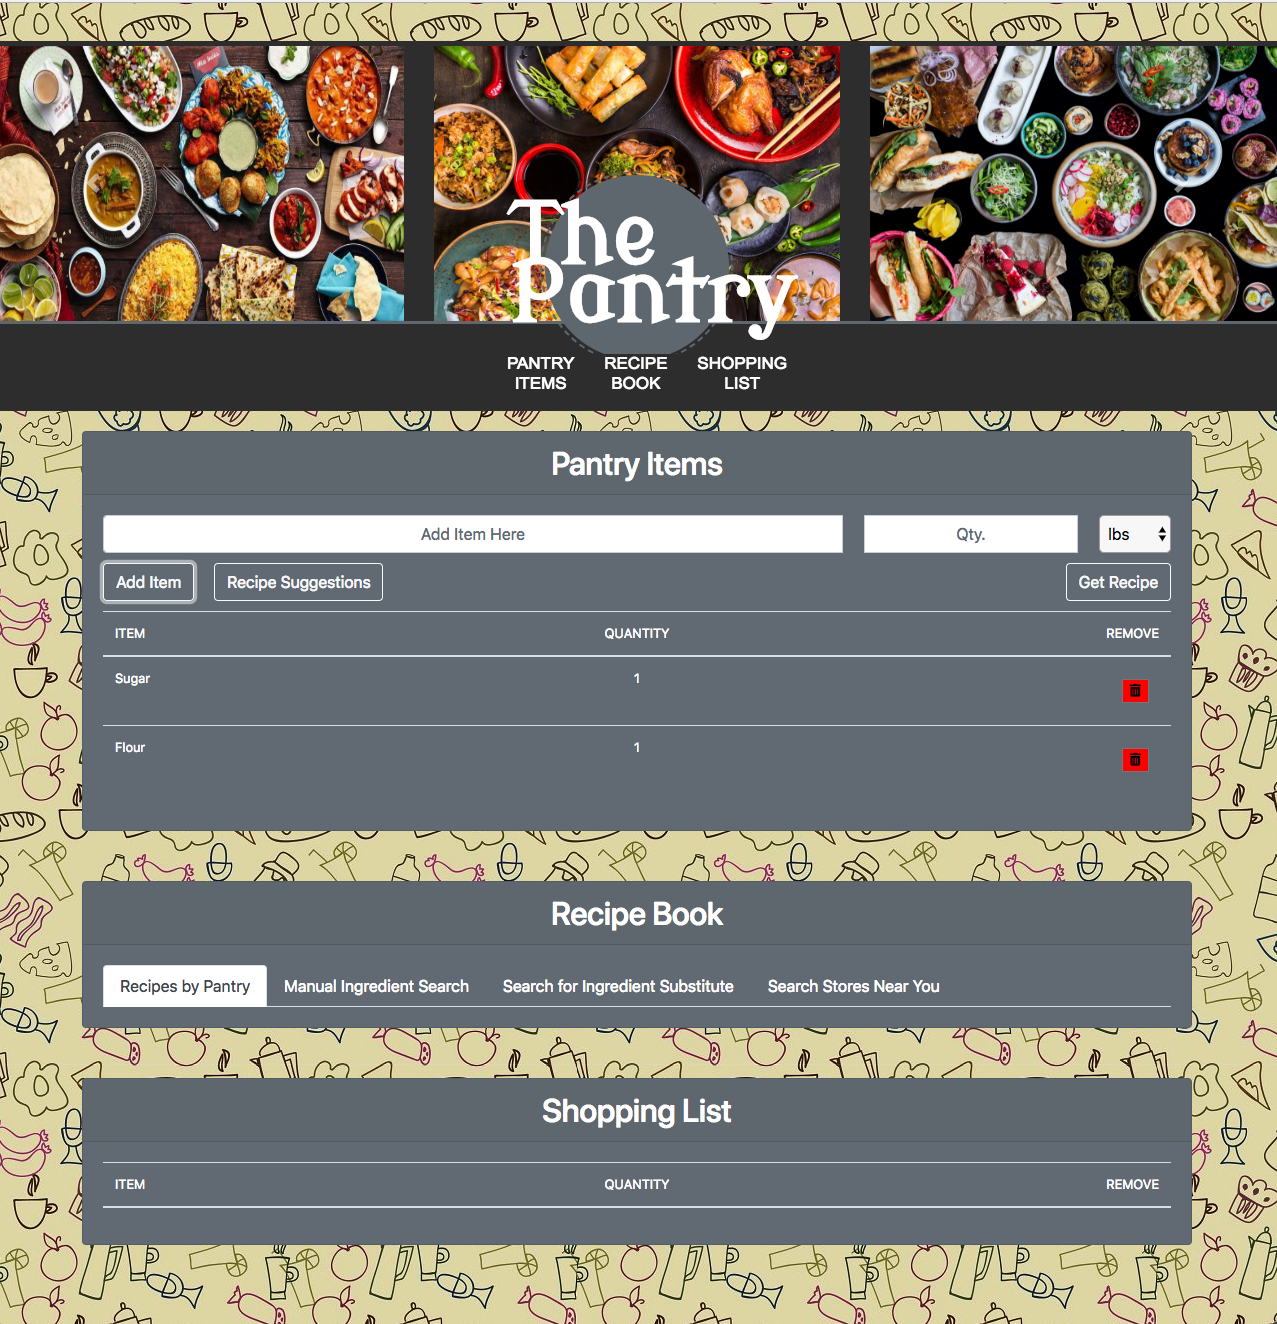 The
Pantry
PANTRY ITEMS
RECIPE BOOK
SHOPPING LIST
Pantry Items
Add Item Here
Qty.
lbs
Add Item
Recipe Suggestions
Get Recipe
ITEM QUANTITY REMOVE
Sugar 1
Flour 1
Recipe Book
Recipes by Pantry
Manual Ingredient Search
Search for Ingredient Substitute
Search Stores Near You
Shopping List
ITEM QUANTITY REMOVE